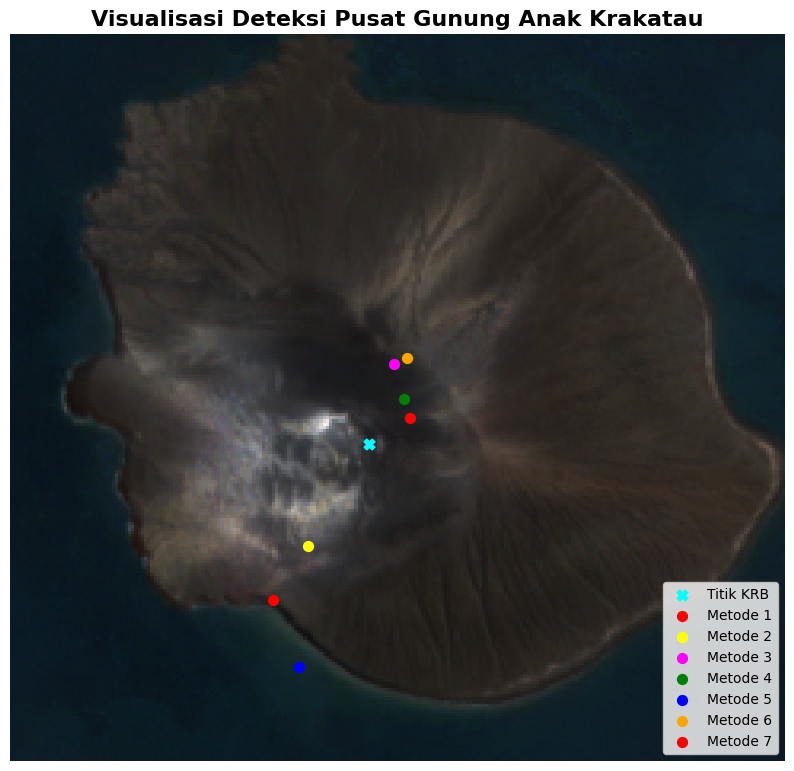 Visualisasi Deteksi Pusat Gunung Anak Krakatau
Titik KRB
Metode 1
Metode 2
Metode 3
Metode 4
Metode 5
Metode 6
Metode 7